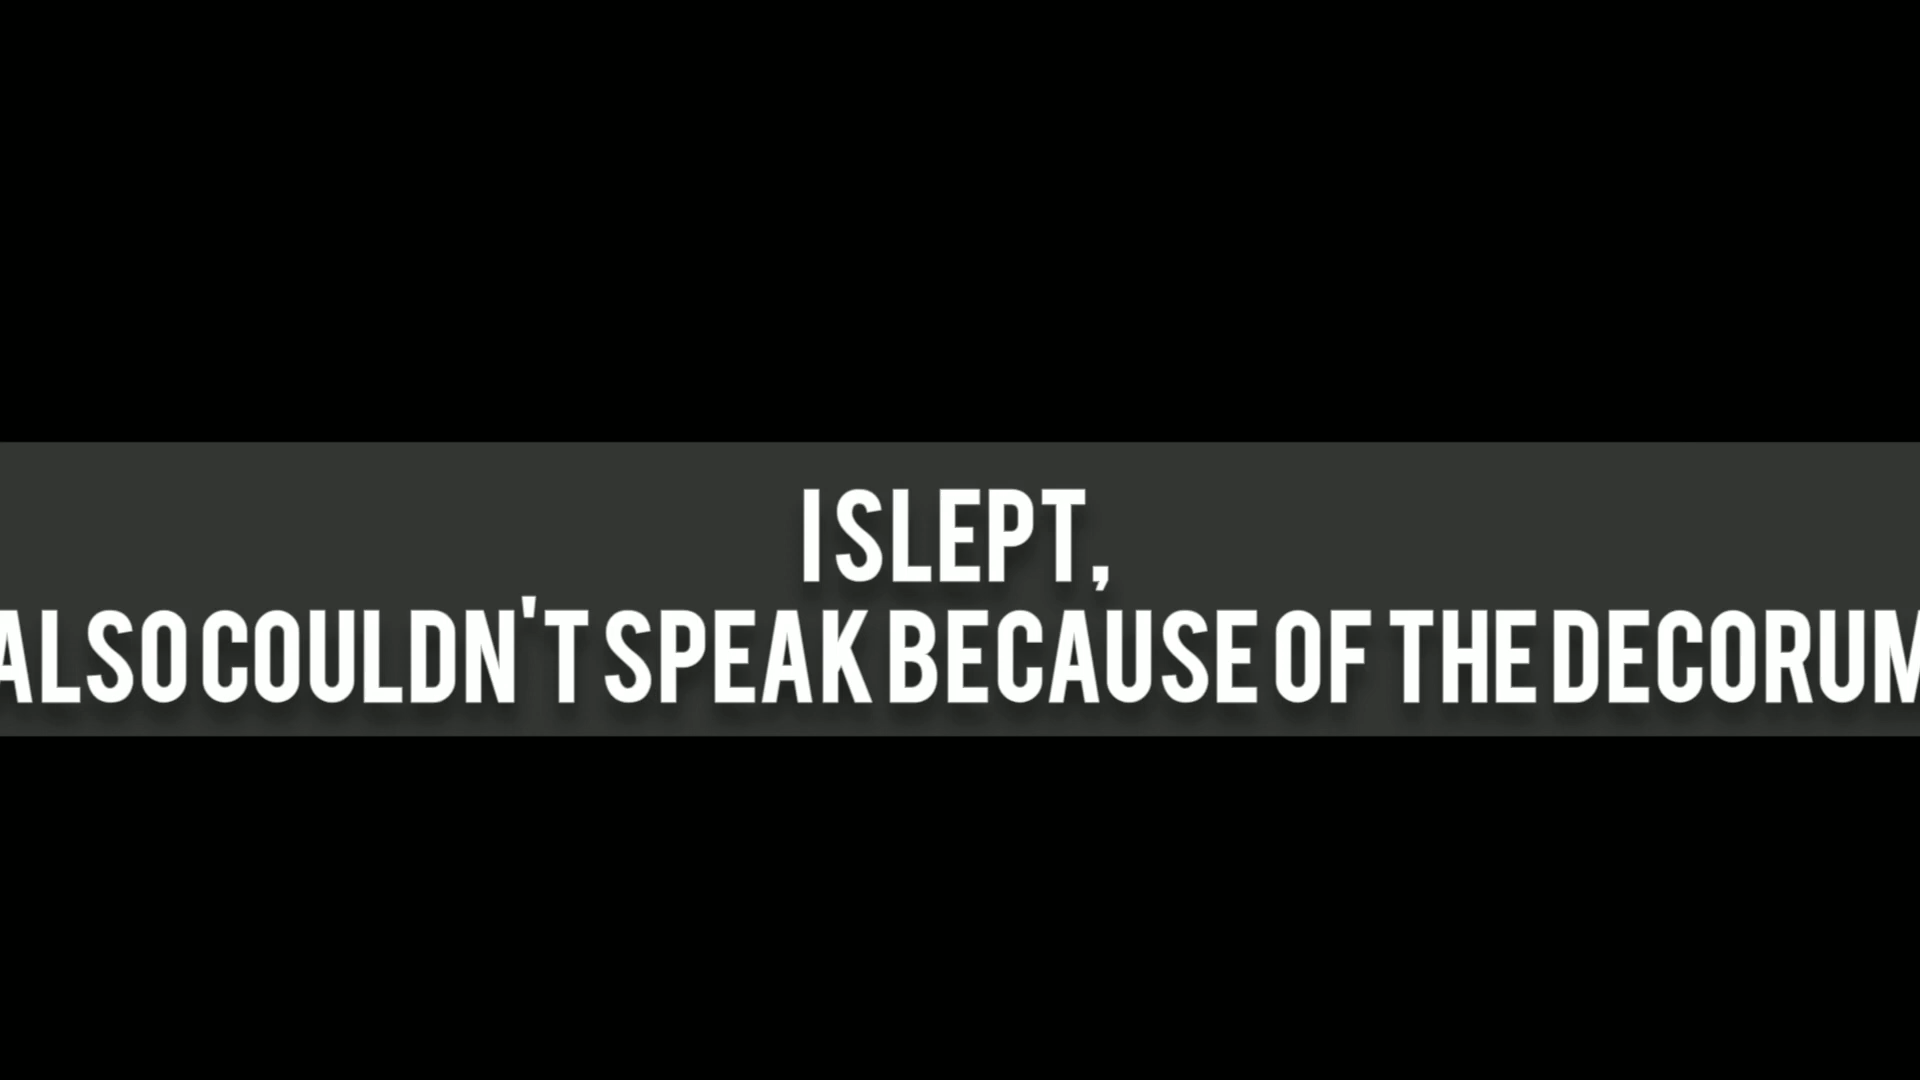 I SLEPT,
ALSO COULDN'T SPEAK BECAUSE OF THE DECORUM